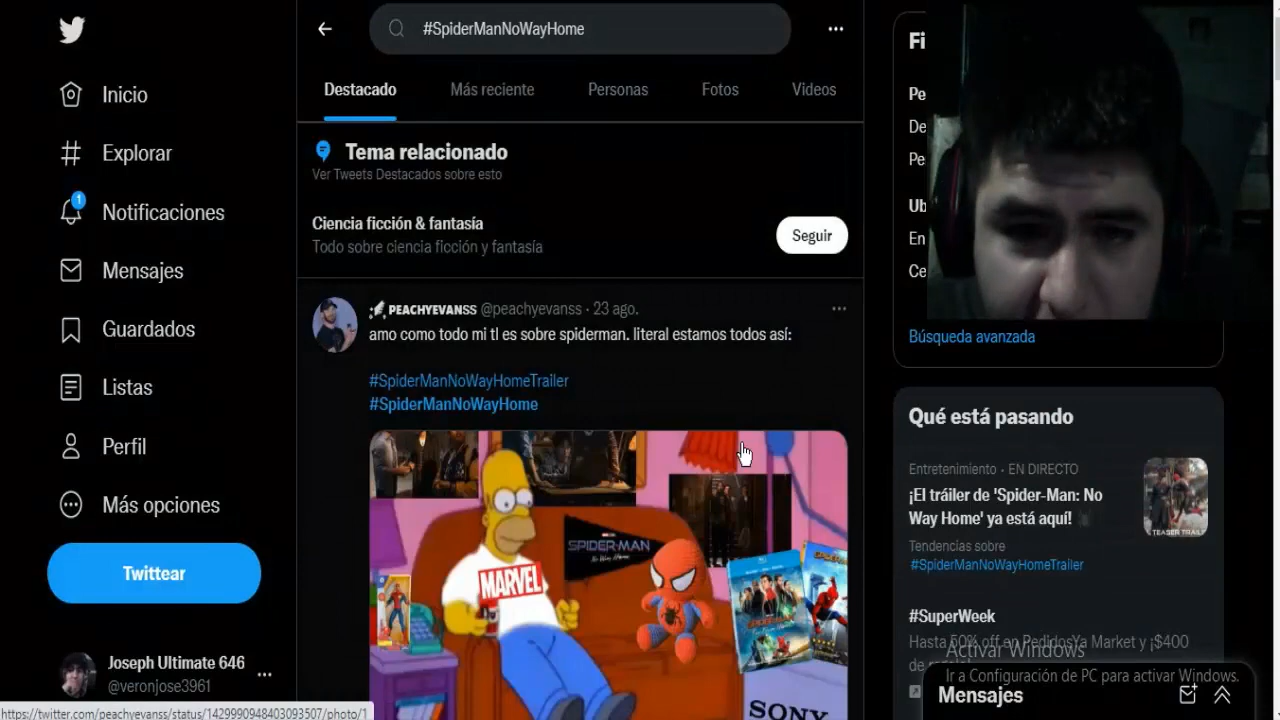 #SpiderManNoWayHome
Inicio
Explorar
1
Notificaciones
Mensajes
Guardados
Listas
Perfil
Más opciones
Twittear
Joseph Ultimate 646
@veronjose3961
https://twitter.com/peachyevanss/status/1429990948403093507/photo/1
Destacado
Más reciente
Personas
Fotos
Videos
Tema relacionado
Ver Tweets Destacados sobre esto
Ciencia ficción & fantasía
Todo sobre ciencia ficción y fantasía
Seguir
PEACHYEVANSS @peachyevanss · 23 ago.
amo como todo mi tl es sobre spiderman. literal estamos todos así:
#SpiderManNoWayHomeTrailer
#SpiderManNoWayHome
SPIDER-MAN
MARVEL
SONY
Fi
Pe
De
Pe
Ub
En
Ce
Búsqueda avanzada
Qué está pasando
Entretenimiento · EN DIRECTO
¡El tráiler de 'Spider-Man: No
Way Home' ya está aquí!
TEASER TRAIL
Tendencias sobre
#SpiderManNoWayHomeTrailer
#SuperWeek
Hasta 50% off en PedidosYa Market y ¡$400
de regalo!
Activar Windows
Ir a Configuración de PC para activar Windows.
Mensajes